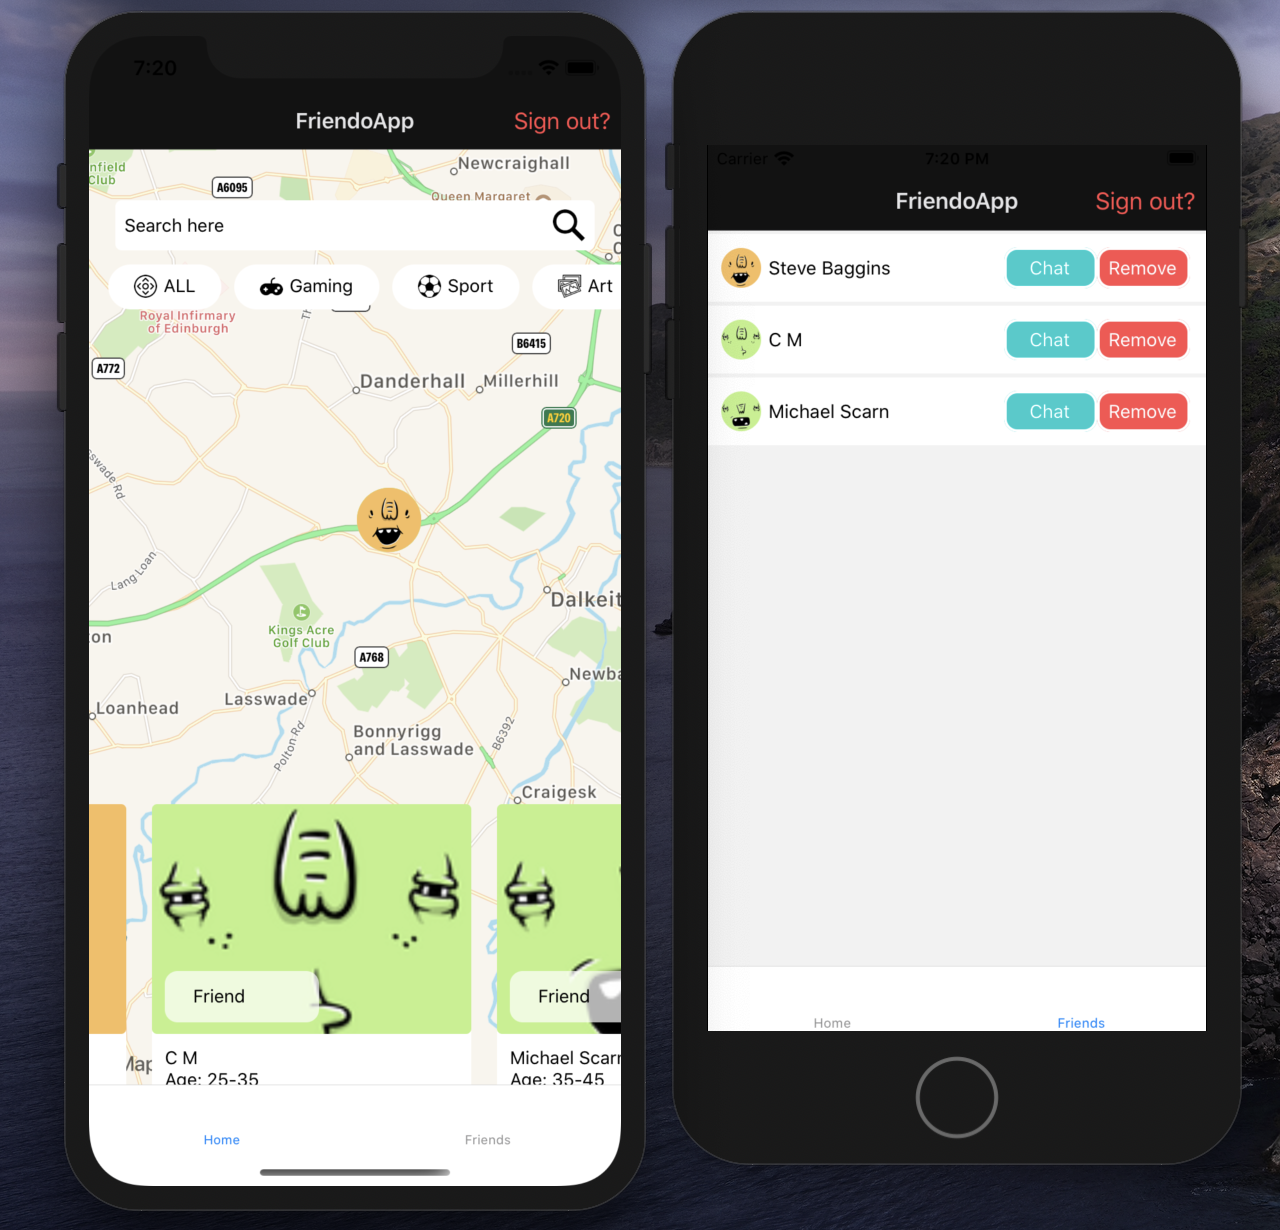 7:20
FriendoApp
Sign out?
nfield
Club
Newcraighall
A6095
Queen Margaret
Search here
ALL
Gaming
Sport
Art
Royal Infirmary
of Edinburgh
B6415
A772
Danderhall
Millerhill
A720
sswade Rd
Lang Loan
Dalkeit
Kings Acre
Golf Club
on
A768
Newba
Lasswade
Loanhead
Polton Rd
B6392
Bonnyrigg
and Lasswade
Craigesk
Friend
Friend
Map
C M
Age: 25-35
Michael Scarn
Age: 35-45
Home
Friends
Carrier
7:20 PM
FriendoApp
Sign out?
Steve Baggins
Chat
Remove
C M
Chat
Remove
Michael Scarn
Chat
Remove
Home
Friends